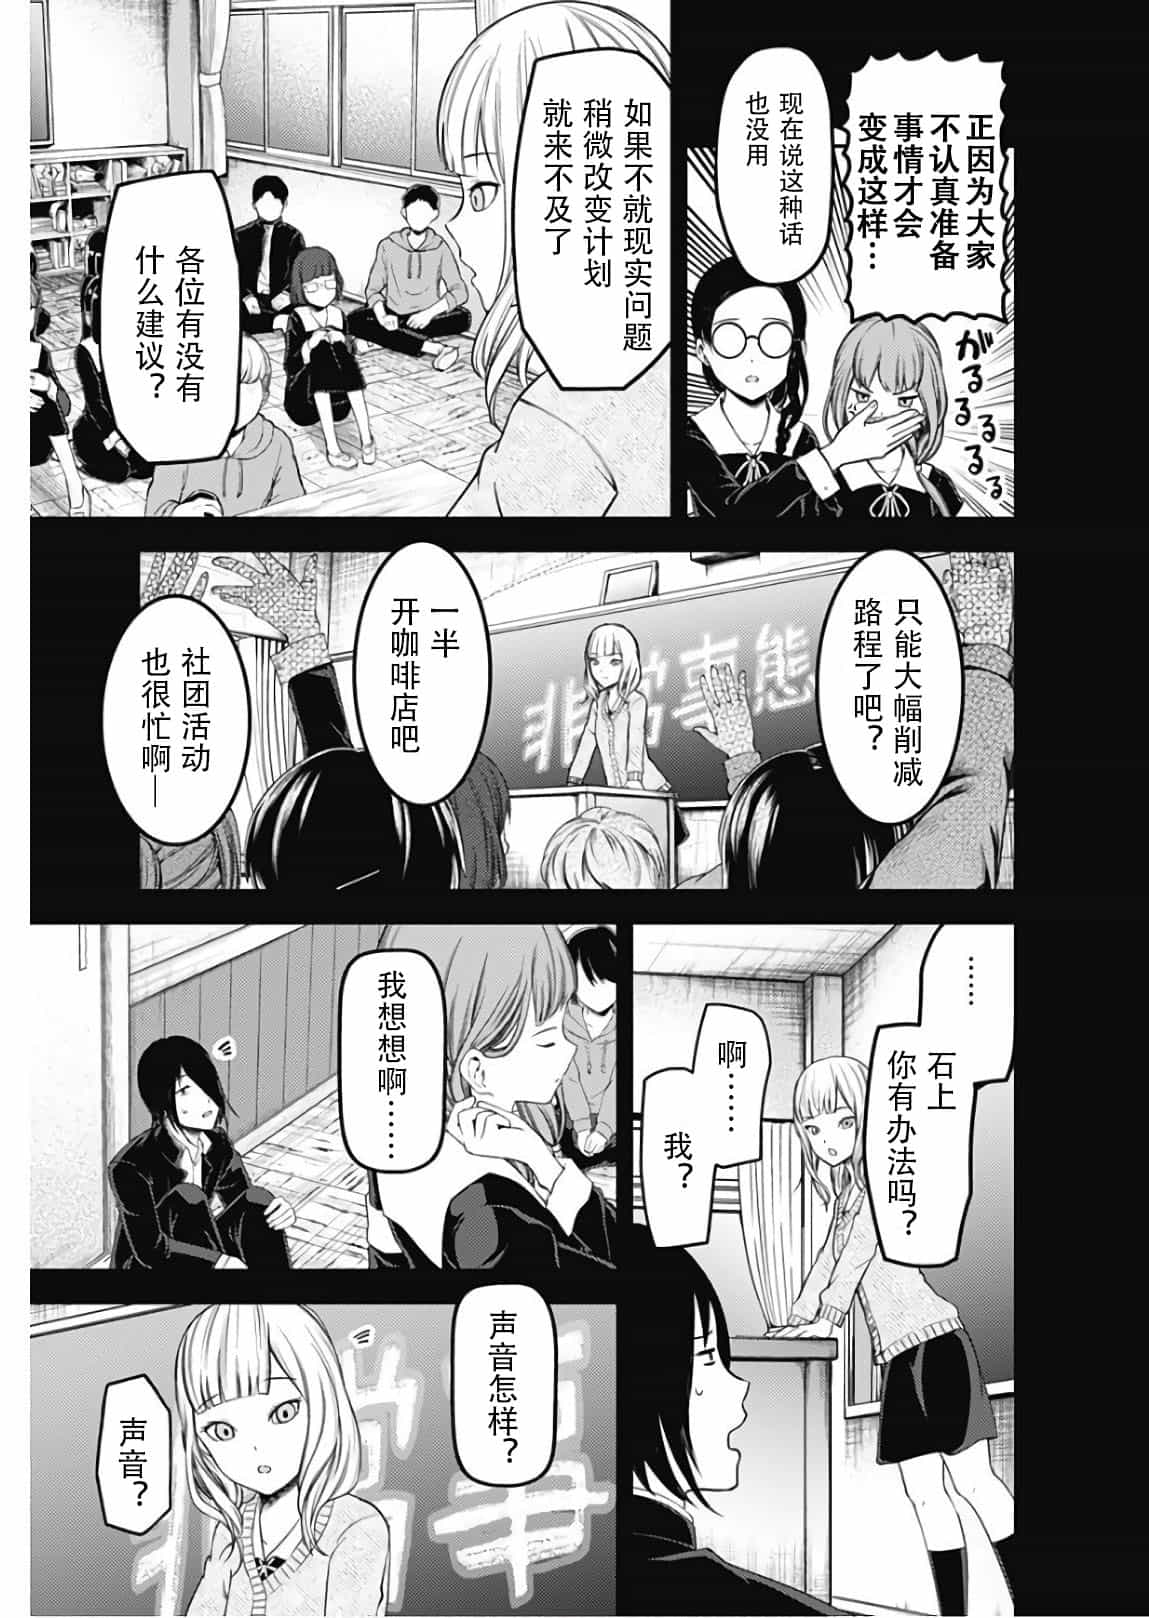 正因为大家
不认真准备
事情才会
变成这样…
现在说这种话
也没用
がるるるる
如果不就现实问题
稍微改变计划
就来不及了
各位有没有
什么建议？
只能大幅削减
路程了吧？
非常事態
一半
开咖啡店吧
社团活动
也很忙啊—
……
石上
你有办法吗？
啊……
我？
我想想啊……
声音怎样？
声音？